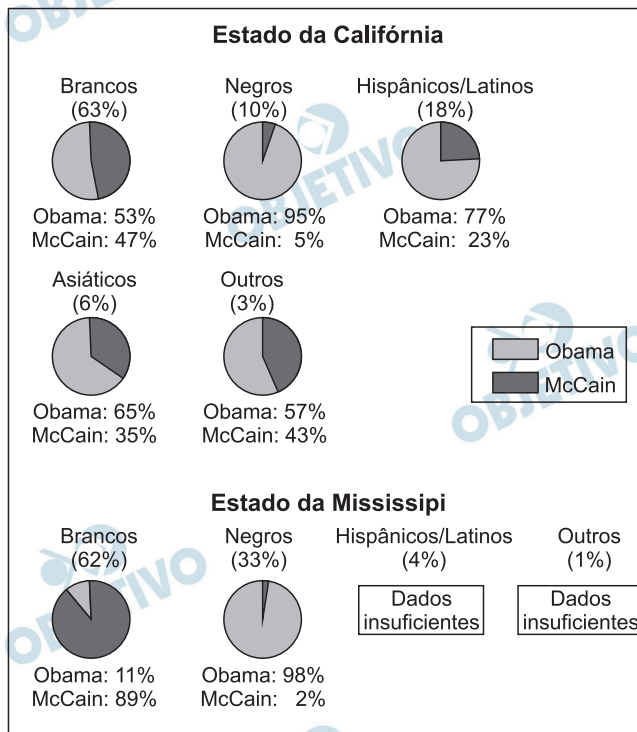 Estado da Califórnia
Brancos
(63%)
Obama: 53%
McCain: 47%
Negros
(10%)
Obama: 95%
McCain: 5%
Hispânicos/Latinos
(18%)
Obama: 77%
McCain: 23%
Asiáticos
(6%)
Obama: 65%
McCain: 35%
Outros
(3%)
Obama: 57%
McCain: 43%
Obama
McCain
Estado da Mississipi
Brancos
(62%)
Obama: 11%
McCain: 89%
Negros
(33%)
Obama: 98%
McCain: 2%
Hispânicos/Latinos
(4%)
Dados
insuficientes
Outros
(1%)
Dados
insuficientes
OBJETIVO
OBJETIVO
OBJETIVO